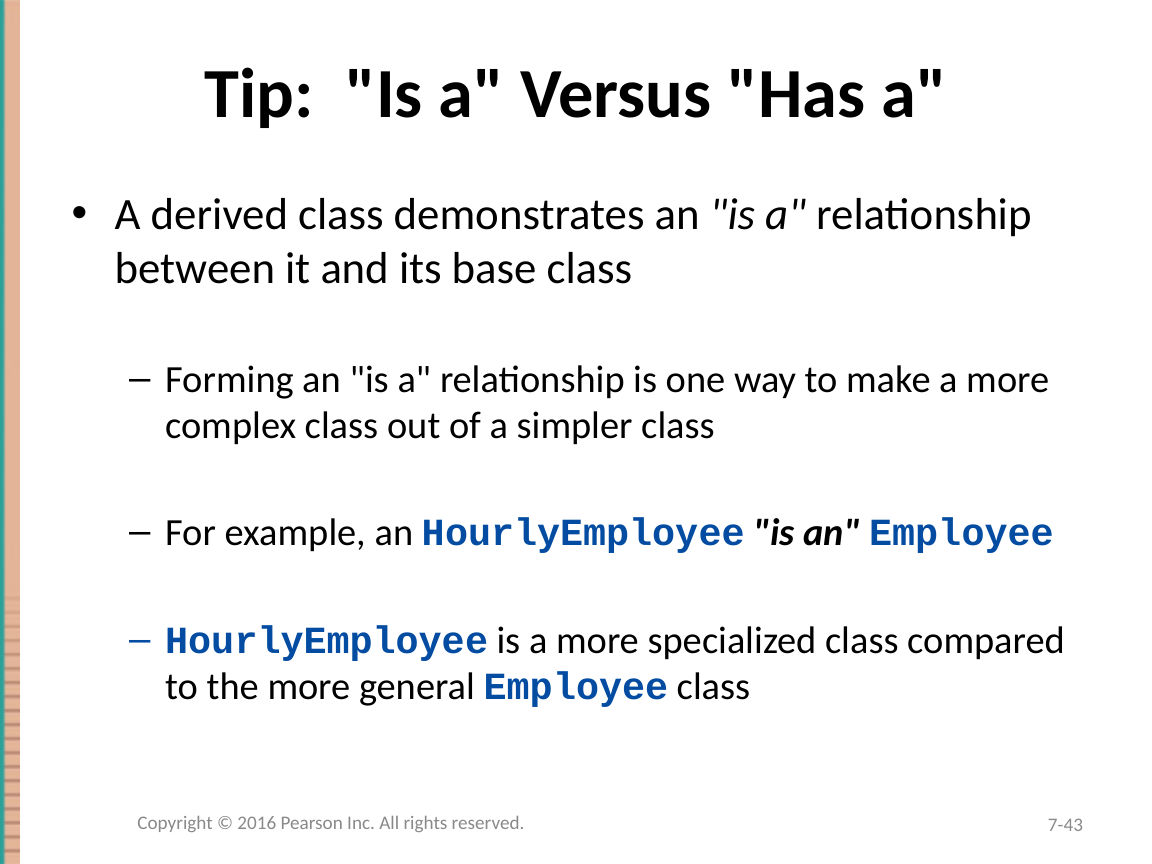 Tip:  "Is a" Versus "Has a"
• A derived class demonstrates an "is a" relationship
between it and its base class
– Forming an "is a" relationship is one way to make a more
complex class out of a simpler class
– For example, an HourlyEmployee "is an" Employee
– HourlyEmployee is a more specialized class compared
to the more general Employee class
Copyright © 2016 Pearson Inc. All rights reserved.
7-43